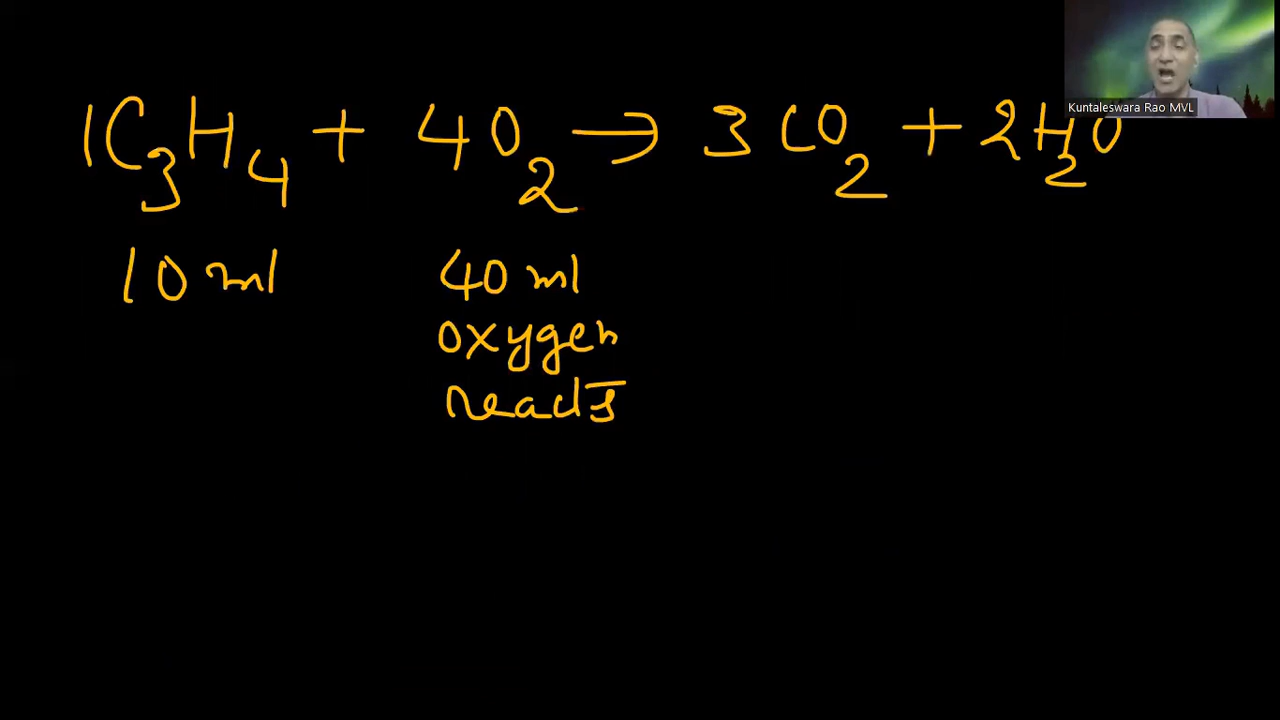 1C₃H₄ + 4O₂ → 3CO₂ + 2H₂O
Kuntaleswara Rao MVL
10 ml 40 ml
oxygen
reacts